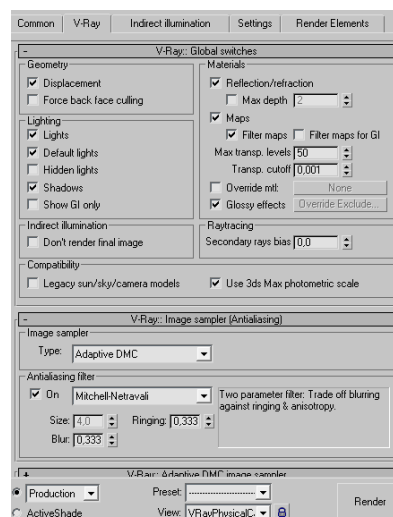 Common V-Ray Indirect illumination Settings Render Elements
- V-Ray:: Global switches
Geometry
Displacement
Force back face culling
Lighting
Lights
Default lights
Hidden lights
Shadows
Show GI only
Materials
Reflection/refraction
Max depth 2
Maps
Filter maps Filter maps for GI
Max transp. levels 50
Transp. cutoff 0,001
Override mtl: None
Glossy effects Override Exclude...
Indirect illumination
Don't render final image
Raytracing
Secondary rays bias 0,0
Compatibility
Legacy sun/sky/camera models Use 3ds Max photometric scale
- V-Ray:: Image sampler (Antialiasing)
Image sampler
Type: Adaptive DMC
Antialiasing filter
On Mitchell-Netravali
Size: 4,0 Ringing: 0,333
Blur: 0,333
Two parameter filter: Trade off blurring
against ringing & anisotropy.
+ V-Ray:: Adaptive DMC image sampler
Production Preset: -------------------------
ActiveShade View: VRayPhysicalC
Render